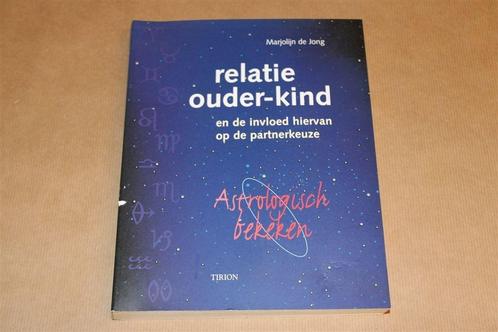 Marjolijn de Jong
relatie
ouder-kind
en de invloed hiervan
op de partnerkeuze
Astrologisch
bekeken
TIRION